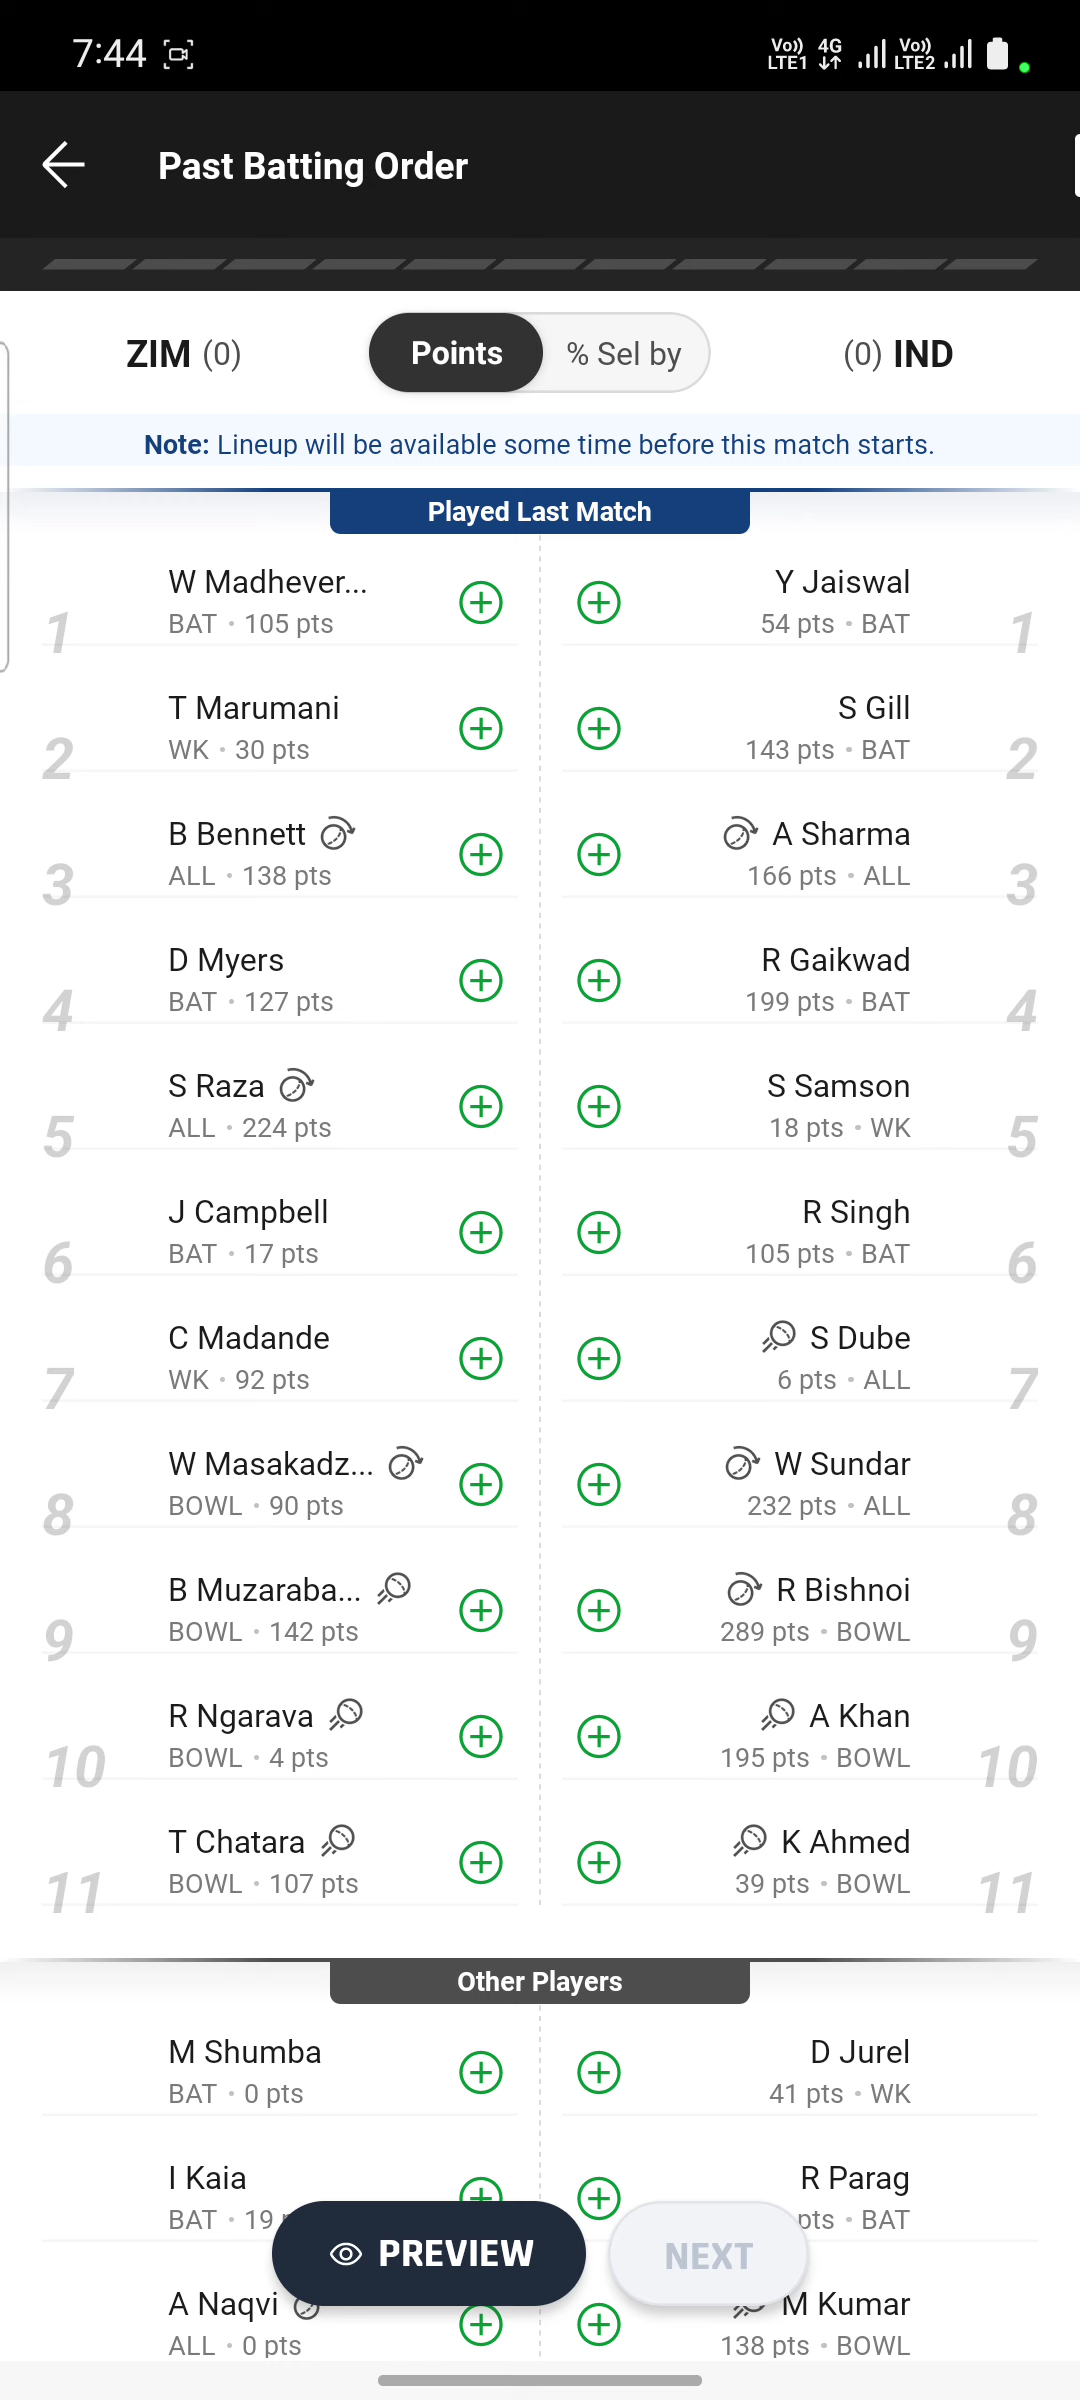 7:44
Vo)) LTE1 4G Vo)) LTE2
Past Batting Order
ZIM (0) Points % Sel by (0) IND
Note: Lineup will be available some time before this match starts.
Played Last Match
1 W Madhever... Y Jaiswal 1
BAT • 105 pts 54 pts • BAT
2 T Marumani S Gill 2
WK • 30 pts 143 pts • BAT
3 B Bennett A Sharma 3
ALL • 138 pts 166 pts • ALL
4 D Myers R Gaikwad 4
BAT • 127 pts 199 pts • BAT
5 S Raza S Samson 5
ALL • 224 pts 18 pts • WK
6 J Campbell R Singh 6
BAT • 17 pts 105 pts • BAT
7 C Madande S Dube 7
WK • 92 pts 6 pts • ALL
8 W Masakadz... W Sundar 8
BOWL • 90 pts 232 pts • ALL
9 B Muzaraba... R Bishnoi 9
BOWL • 142 pts 289 pts • BOWL
10 R Ngarava A Khan 10
BOWL • 4 pts 195 pts • BOWL
11 T Chatara K Ahmed 11
BOWL • 107 pts 39 pts • BOWL
Other Players
M Shumba D Jurel
BAT • 0 pts 41 pts • WK
I Kaia R Parag
BAT • 19 pts • BAT
PREVIEW NEXT
A Naqvi M Kumar
ALL • 0 pts 138 pts • BOWL